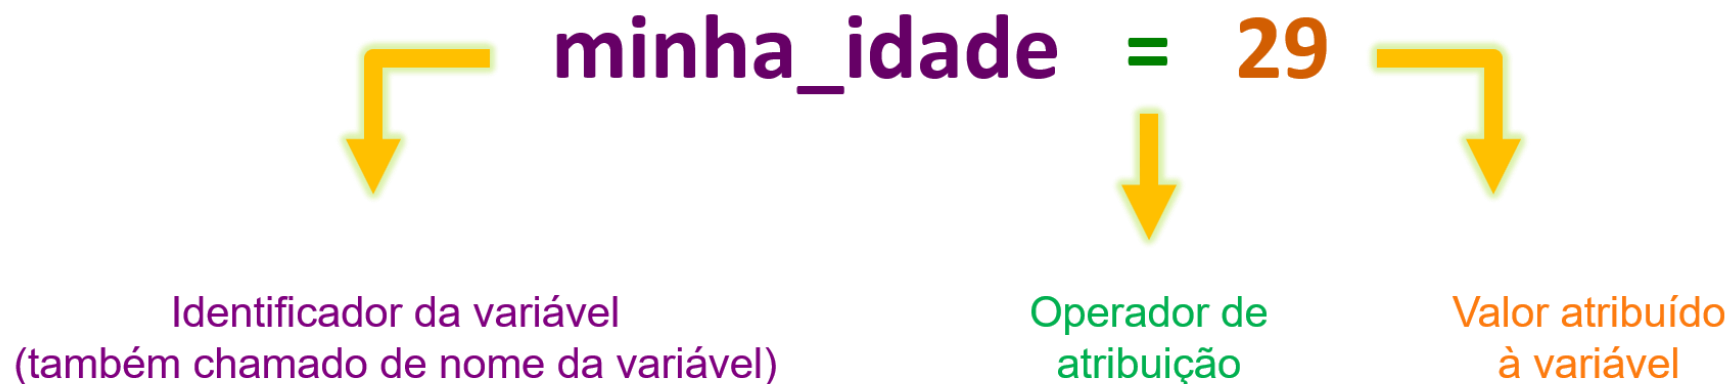 minha_idade = 29
Identificador da variável
(também chamado de nome da variável)
Operador de
atribuição
Valor atribuído
à variável